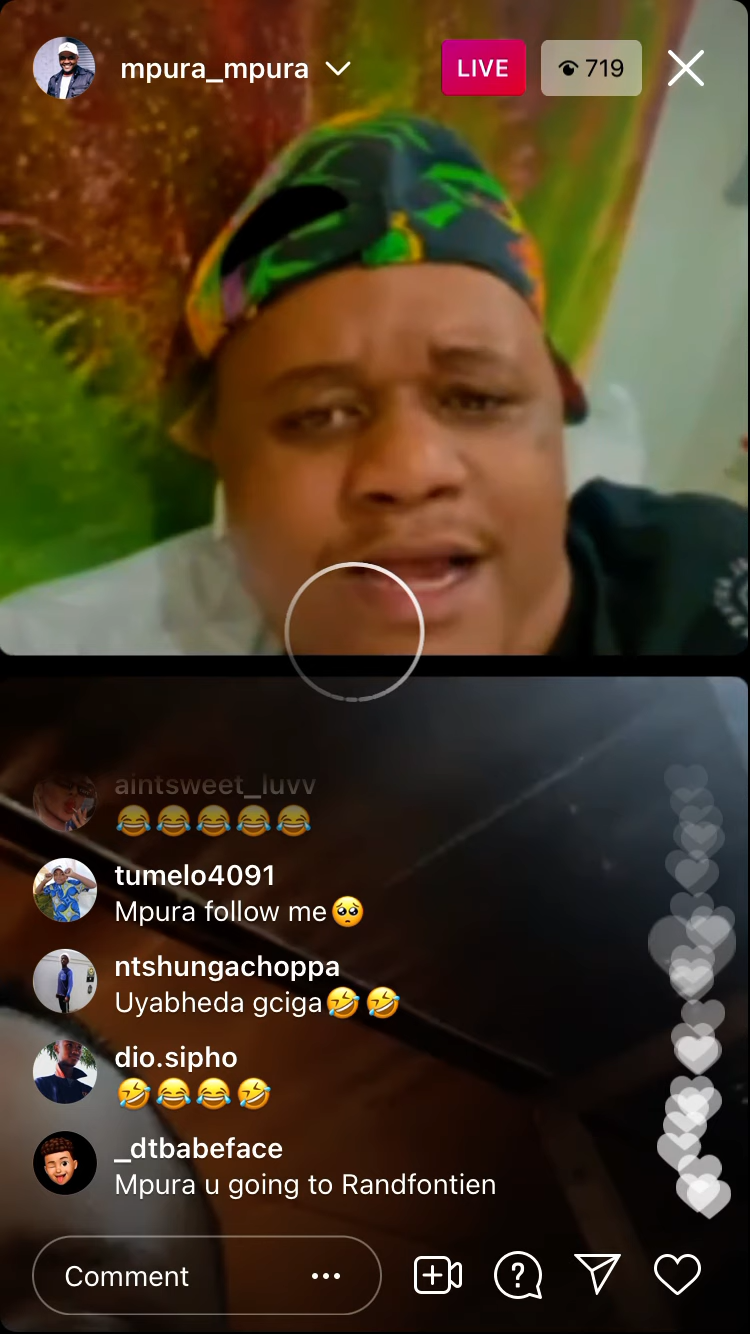 mpura_mpura
LIVE
719
aintsweet_luvv
😂😂😂😂😂
tumelo4091
Mpura follow me🥺
ntshungachoppa
Uyabheda gciga🤣🤣
dio.sipho
🤣😂😂🤣
_dtbabeface
Mpura u going to Randfontien
Comment